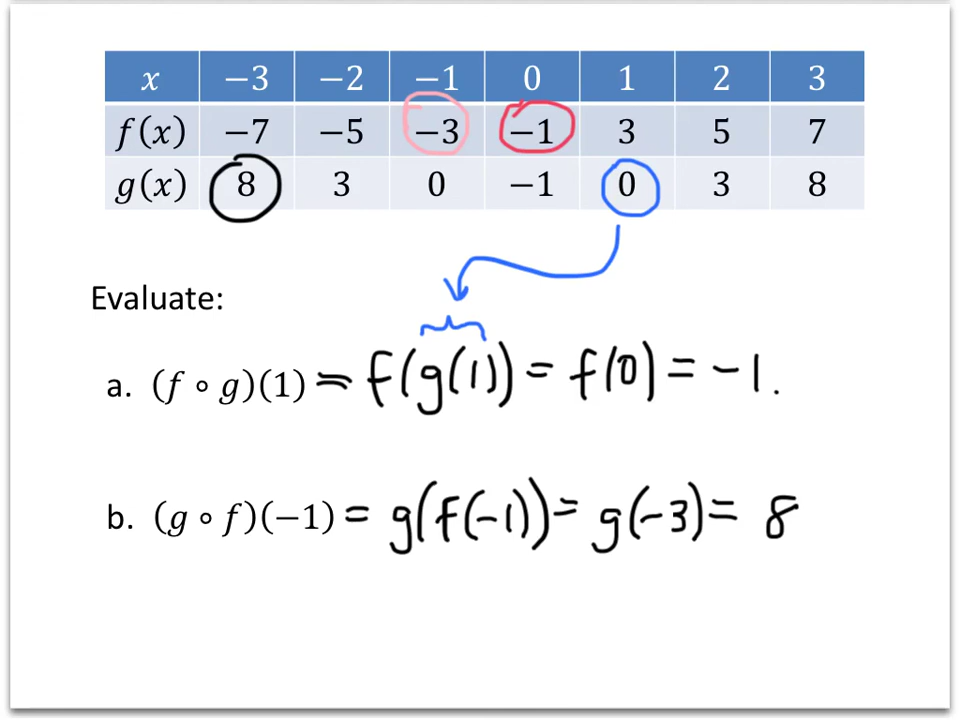 x −3 −2 −1 0 1 2 3
f(x) −7 −5 −3 −1 3 5 7
g(x) 8 3 0 −1 0 3 8
Evaluate:
a. (f ∘ g)(1) = f(g(1)) = f(0) = −1.
b. (g ∘ f)(−1) = g(f(−1)) = g(−3) = 8